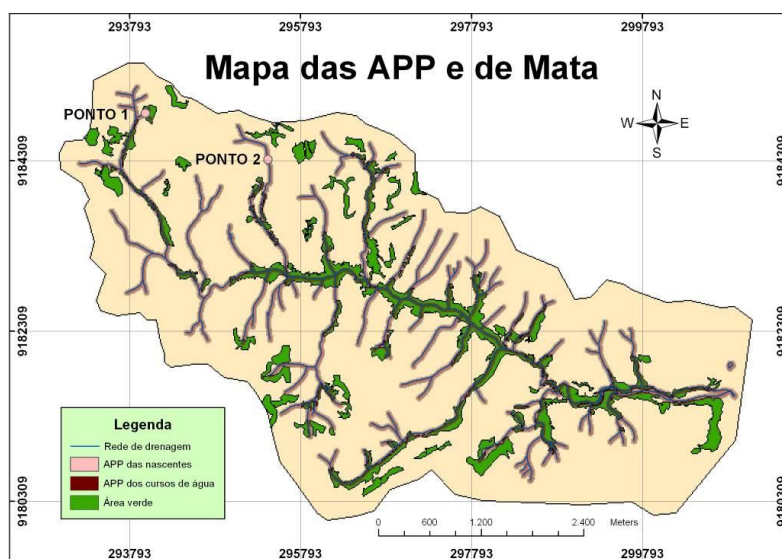 293793 295793 297793 299793
Mapa das APP e de Mata
N
W E
S
PONTO 1
PONTO 2
9184309 9184309
9182309 9182309
9180309 9180309
Legenda
Rede de drenagem
APP das nascentes
APP dos cursos de água
Área verde
0 600 1.200 2.400 Meters
293793 295793 297793 299793